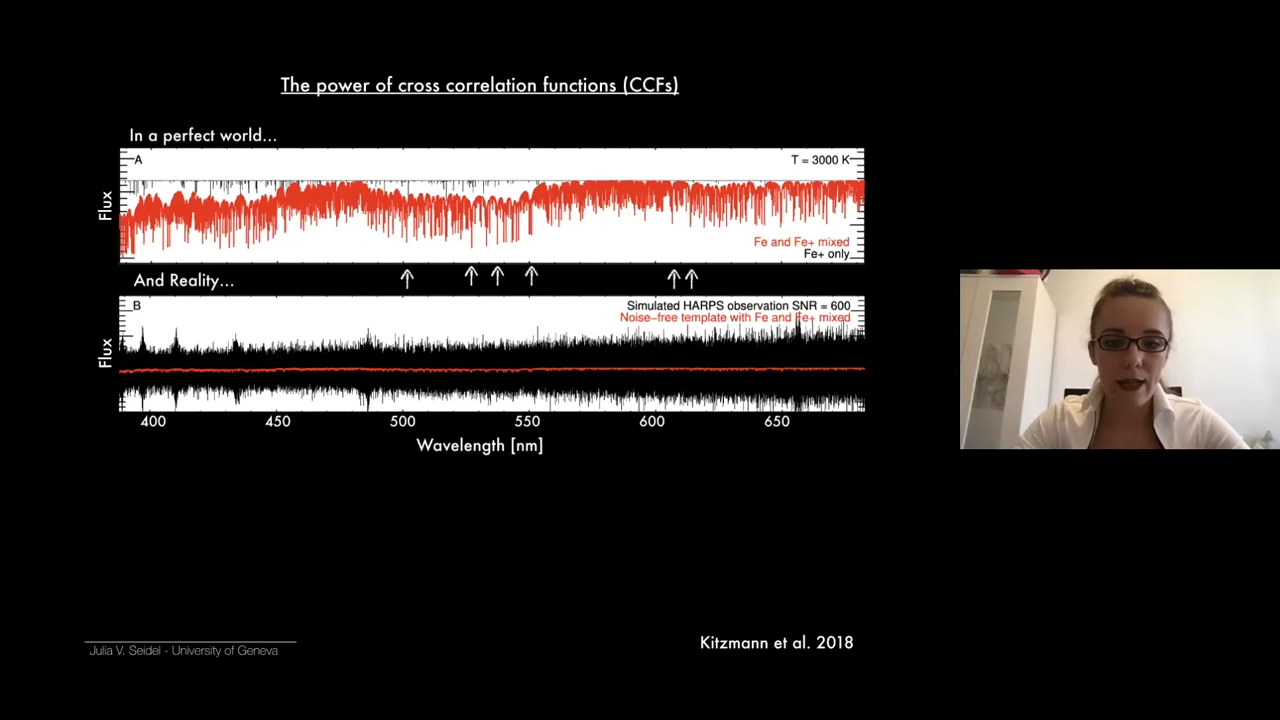 The power of cross correlation functions (CCFs)
In a perfect world...
A
T = 3000 K
Flux
Fe and Fe+ mixed
Fe+ only
And Reality...
B
Simulated HARPS observation SNR = 600
Noise-free template with Fe and Fe+ mixed
Flux
400 450 500 550 600 650
Wavelength [nm]
Kitzmann et al. 2018
Julia V. Seidel - University of Geneva